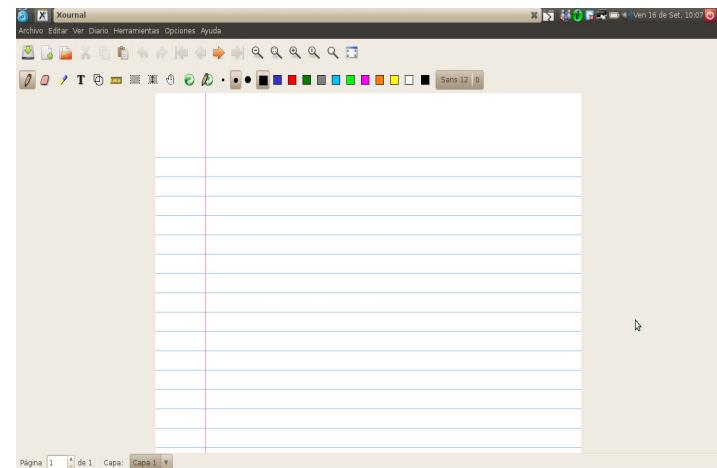 Xournal Ven 16 de Set, 10:07
Archivo Editar Ver Diario Herramientas Opciones Ayuda
T Sans 12 0
Página 1 de 1 Capa: Capa 1